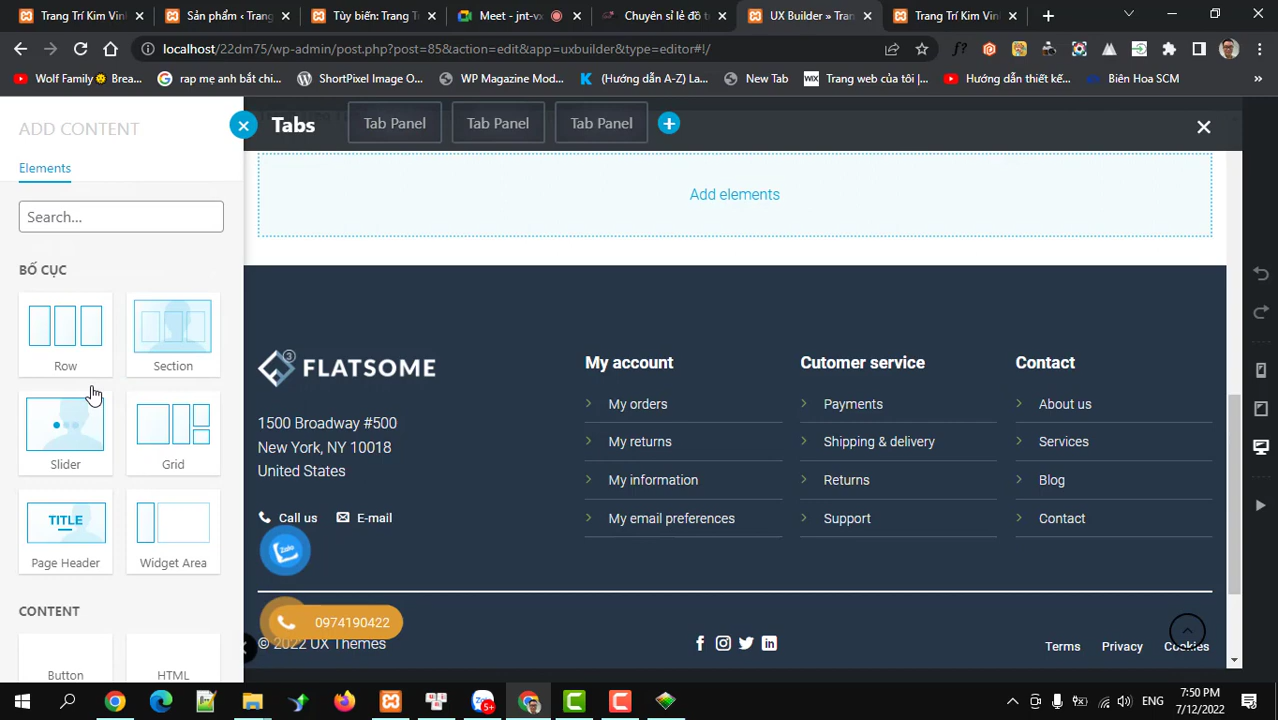 Trang Trí Kim Vin
Sản phẩm ‹ Trang
Tùy biến: Trang T
Meet - jnt-vx
Chuyên sỉ lẻ đồ t
UX Builder » Tran
Trang Trí Kim Vin
localhost/22dm75/wp-admin/post.php?post=85&action=edit&app=uxbuilder&type=editor#!/
Wolf Family Brea...
rap mẹ anh bắt chi...
ShortPixel Image O...
WP Magazine Mod...
(Hướng dẫn A-Z) La...
New Tab
WIX
Trang web của tôi |...
Hướng dẫn thiết kế...
Biên Hoa SCM
»
ADD CONTENT
Tabs
Tab Panel
Tab Panel
Tab Panel
Elements
Search...
Add elements
BỐ CỤC
Row
Section
Slider
Grid
TITLE
Page Header
Widget Area
CONTENT
Button
HTML
3
FLATSOME
1500 Broadway #500
New York, NY 10018
United States
Call us
E-mail
Zalo
0974190422
© 2022 UX Themes
My account
My orders
My returns
My information
My email preferences
Cutomer service
Payments
Shipping & delivery
Returns
Support
Contact
About us
Services
Blog
Contact
Terms
Privacy
Cookies
5+
ENG
7:50 PM
7/12/2022